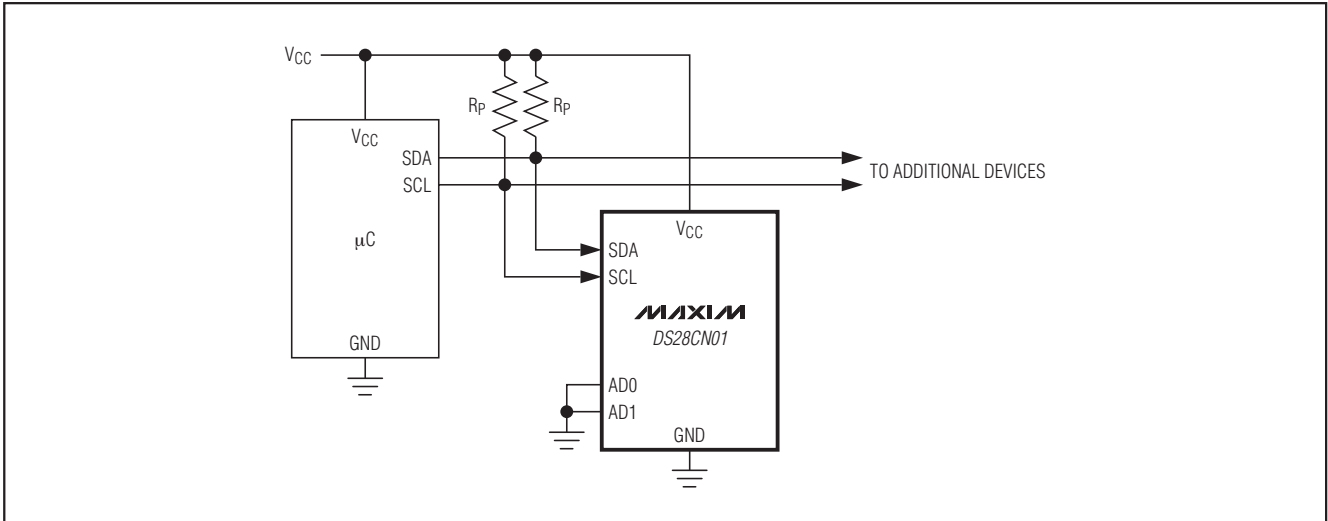 VCC
RP
RP
VCC
SDA
SCL
TO ADDITIONAL DEVICES
μC
GND
VCC
SDA
SCL
MAXIM
DS28CN01
AD0
AD1
GND